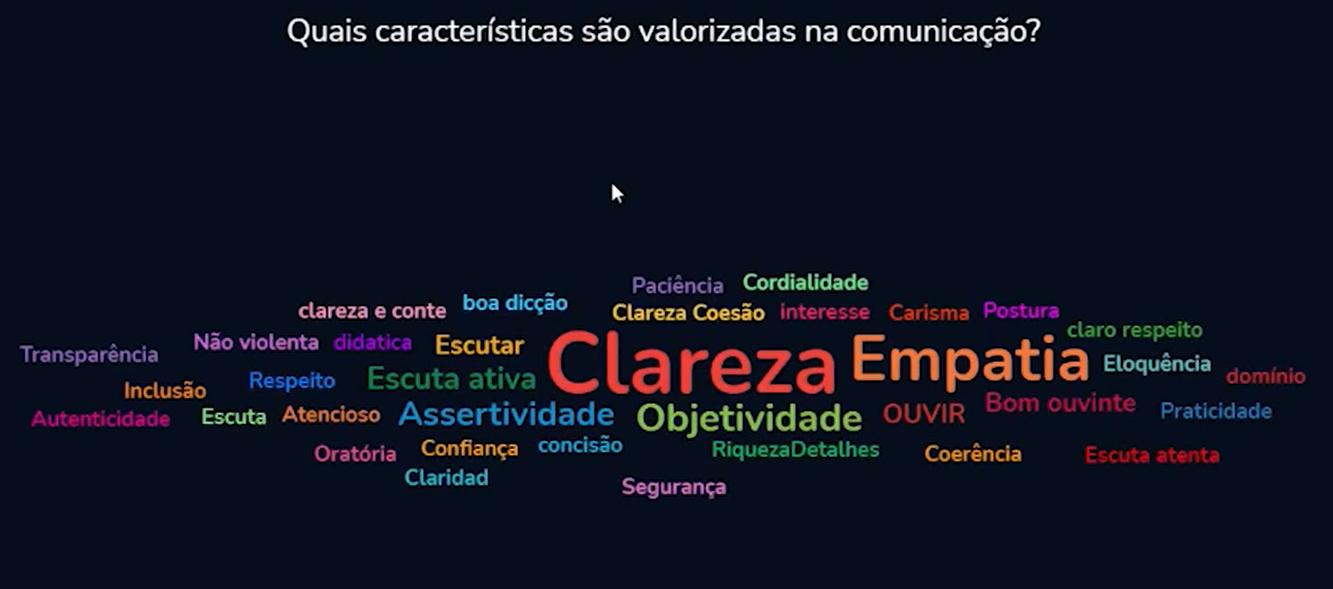 Quais características são valorizadas na comunicação?
Paciência Cordialidade
clareza e conte boa dicção Clareza Coesão interesse Carisma Postura
claro respeito
Transparência Não violenta didatica Escutar Clareza Empatia Eloquência
Inclusão Respeito Escuta ativa domínio
Autenticidade Escuta Atencioso Assertividade Objetividade OUVIR Bom ouvinte Praticidade
Oratória Confiança concisão RiquezaDetalhes Coerência Escuta atenta
Claridad Segurança